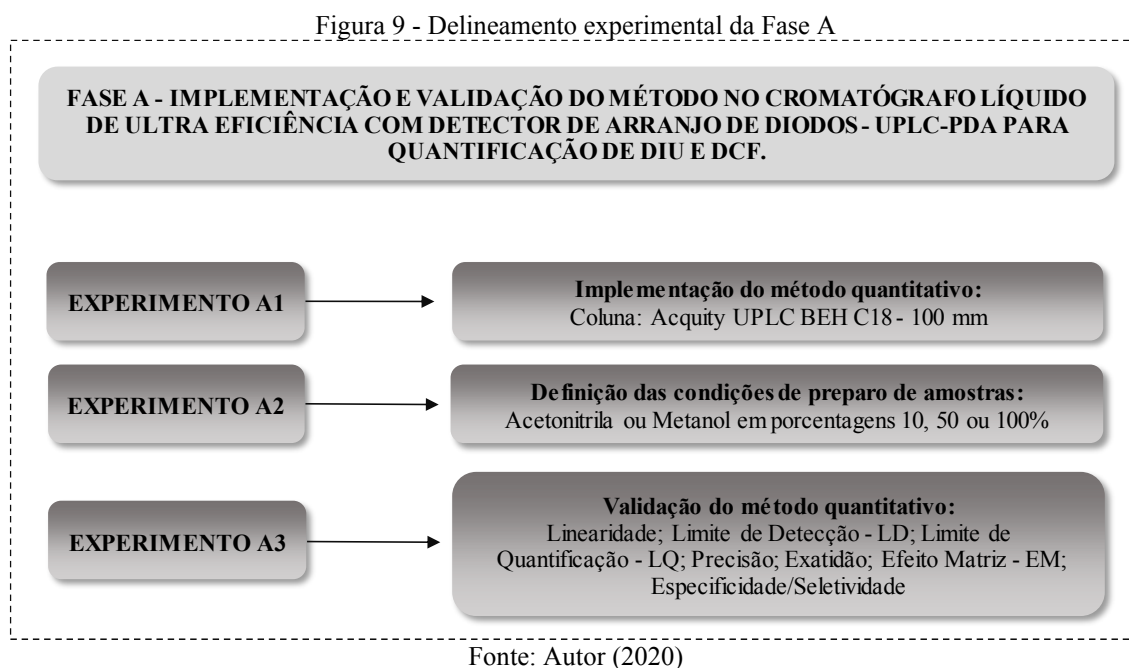 Figura 9 - Delineamento experimental da Fase A
FASE A - IMPLEMENTAÇÃO E VALIDAÇÃO DO MÉTODO NO CROMATÓGRAFO LÍQUIDO
DE ULTRA EFICIÊNCIA COM DETECTOR DE ARRANJO DE DIODOS - UPLC-PDA PARA
QUANTIFICAÇÃO DE DIU E DCF.
EXPERIMENTO A1
Implementação do método quantitativo:
Coluna: Acquity UPLC BEH C18 - 100 mm
EXPERIMENTO A2
Definição das condições de preparo de amostras:
Acetonitrila ou Metanol em porcentagens 10, 50 ou 100%
EXPERIMENTO A3
Validação do método quantitativo:
Linearidade; Limite de Detecção - LD; Limite de
Quantificação - LQ; Precisão; Exatidão; Efeito Matriz - EM;
Especificidade/Seletividade
Fonte: Autor (2020)